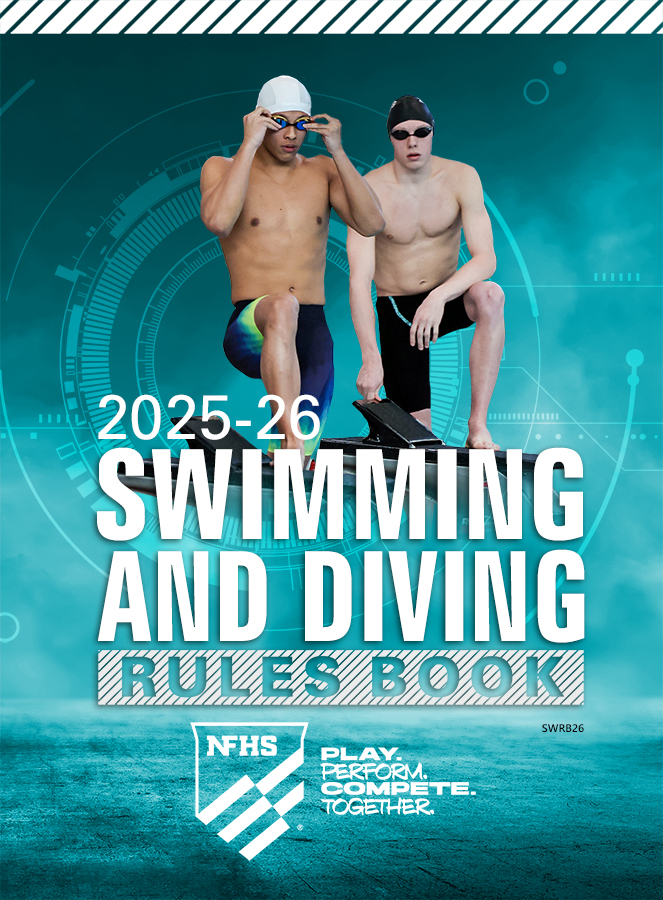 2025-26
SWIMMING
AND DIVING
RULES BOOK
SWRB26
NFHS
®
PLAY.
PERFORM.
COMPETE.
TOGETHER.